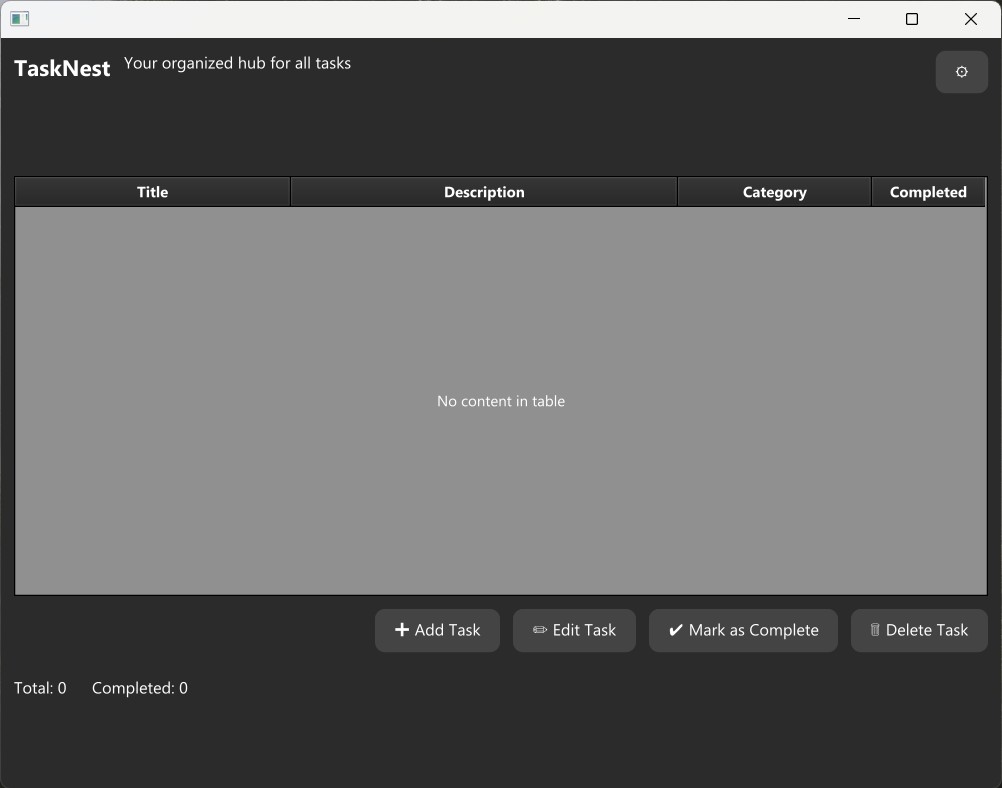 TaskNest Your organized hub for all tasks
Title Description Category Completed
No content in table
Add Task Edit Task Mark as Complete Delete Task
Total: 0 Completed: 0